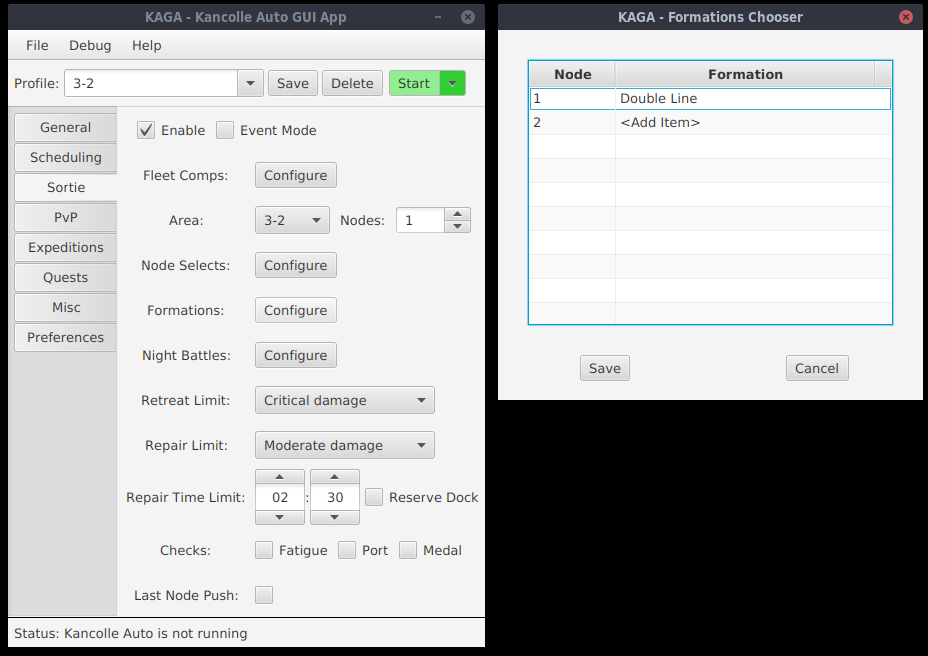 KAGA - Kancolle Auto GUI App
File Debug Help
Profile: 3-2 Save Delete Start
General
Scheduling
Sortie
PvP
Expeditions
Quests
Misc
Preferences
Enable Event Mode
Fleet Comps: Configure
Area: 3-2 Nodes: 1
Node Selects: Configure
Formations: Configure
Night Battles: Configure
Retreat Limit: Critical damage
Repair Limit: Moderate damage
Repair Time Limit: 02 : 30 Reserve Dock
Checks: Fatigue Port Medal
Last Node Push:
Status: Kancolle Auto is not running
KAGA - Formations Chooser
Node Formation
1 Double Line
2 <Add Item>
Save Cancel